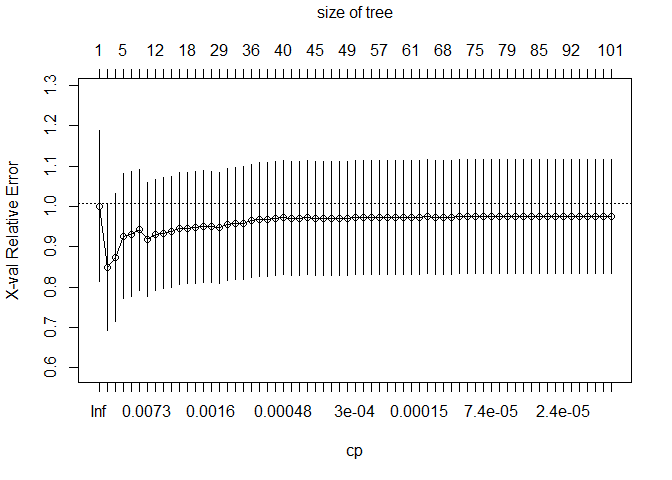 size of tree
1 5 12 18 29 36 40 45 49 57 61 68 75 79 85 92 101
X-val Relative Error
1.3
1.2
1.1
1.0
0.9
0.8
0.7
0.6
Inf 0.0073 0.0016 0.00048 3e-04 0.00015 7.4e-05 2.4e-05
cp